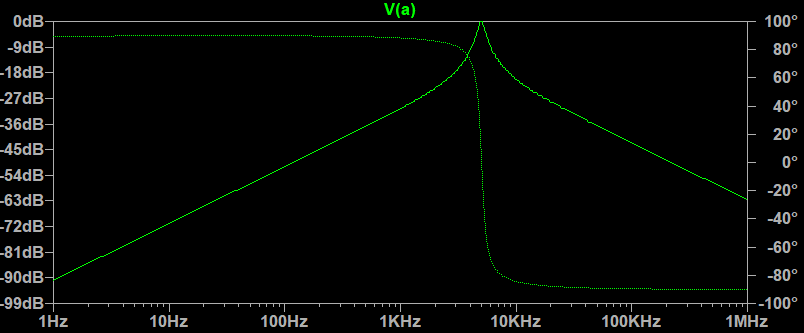 V(a)
0dB 100°
-9dB 80°
-18dB 60°
-27dB 40°
-36dB 20°
-45dB 0°
-54dB -20°
-63dB -40°
-72dB -60°
-81dB -80°
-90dB -100°
-99dB
1Hz 10Hz 100Hz 1KHz 10KHz 100KHz 1MHz